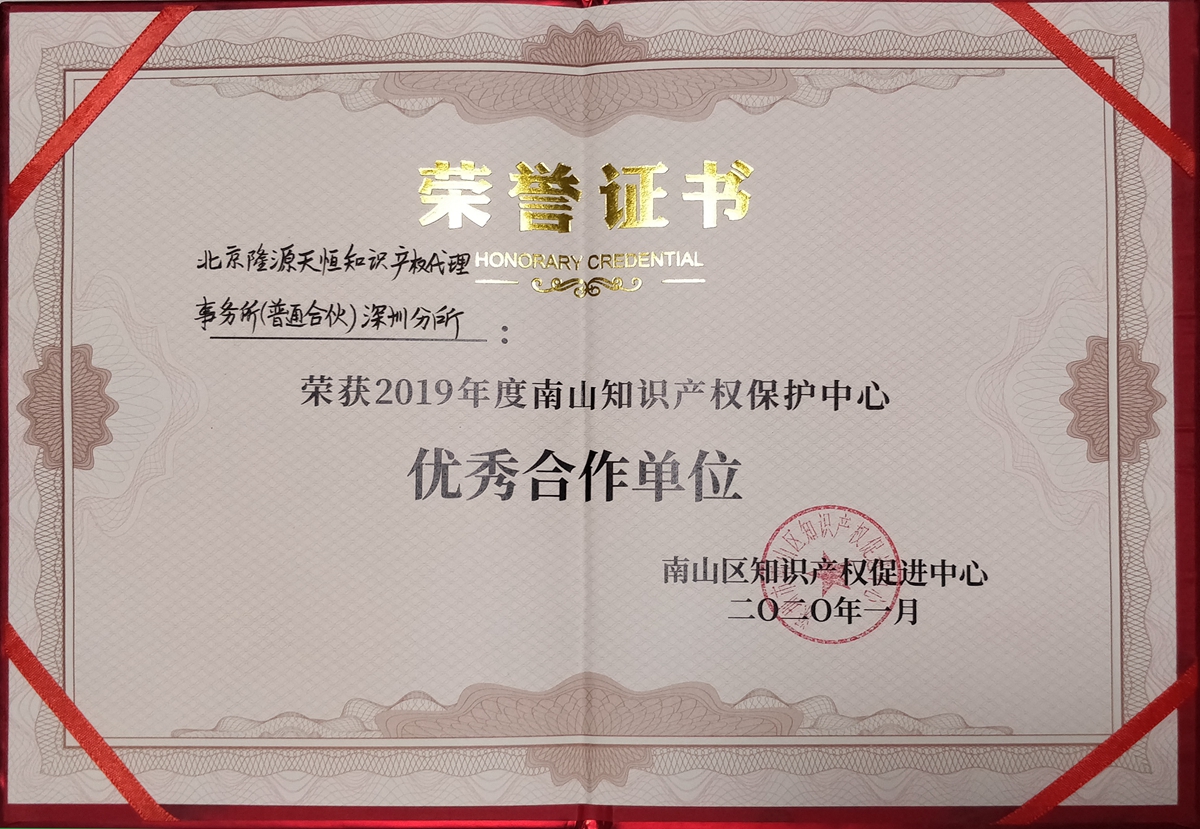 荣誉证书
HONORARY CREDENTIAL
北京隆源天恒知识产权代理
事务所(普通合伙)深圳分所:
荣获2019年度南山知识产权保护中心
优秀合作单位
南山区知识产权促进中心
二〇二〇年一月